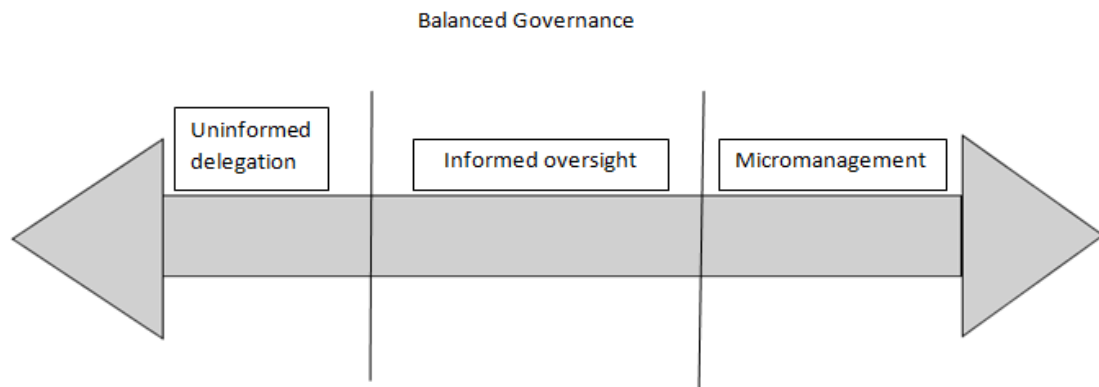 Balanced Governance
Uninformed
delegation
Informed oversight
Micromanagement